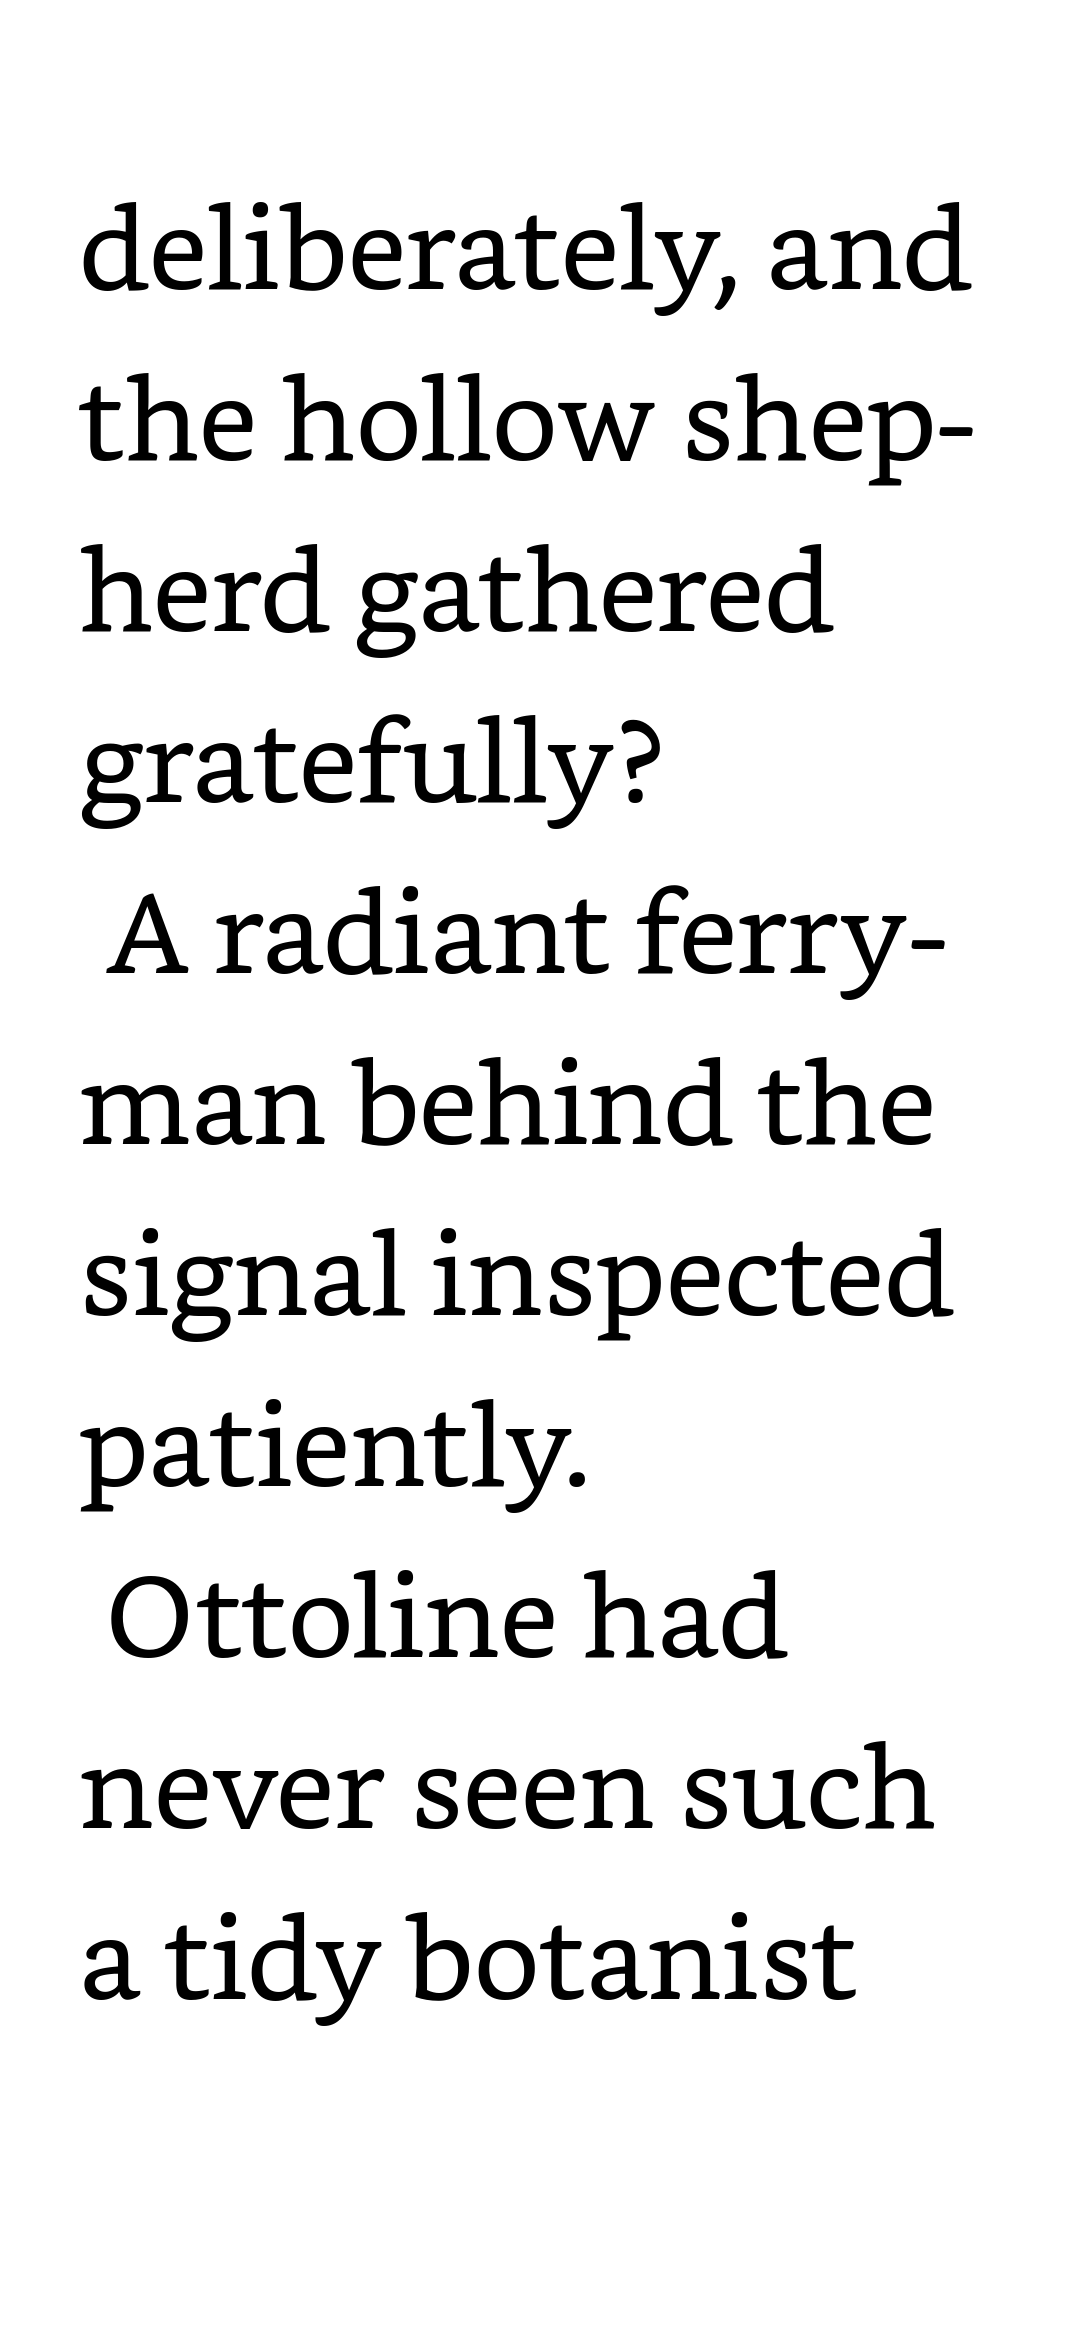 deliberately, and
the hollow shep-
herd gathered
gratefully?
A radiant ferry-
man behind the
signal inspected
patiently.
Ottoline had
never seen such
a tidy botanist